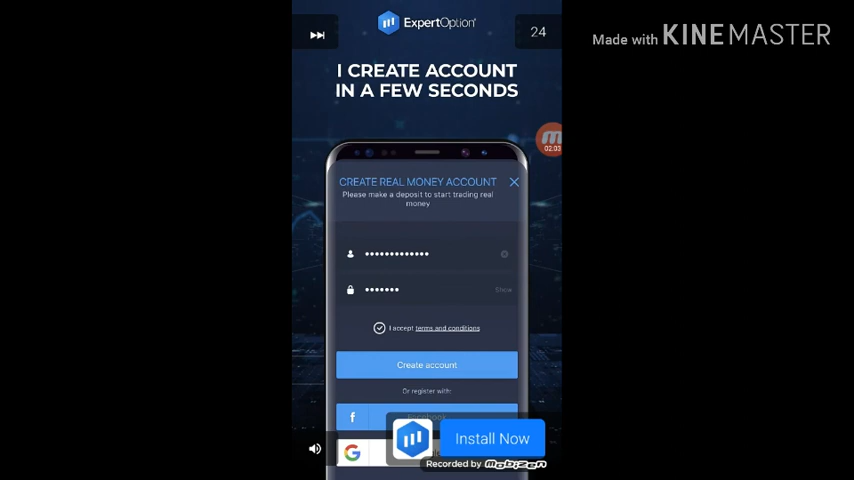 ExpertOption
24
Made with KINEMASTER
I CREATE ACCOUNT
IN A FEW SECONDS
02:03
CREATE REAL MONEY ACCOUNT
Please make a deposit to start trading real
money
Show
I accept terms and conditions
Create account
Or register with:
Facebook
Install Now
Recorded by mobizen